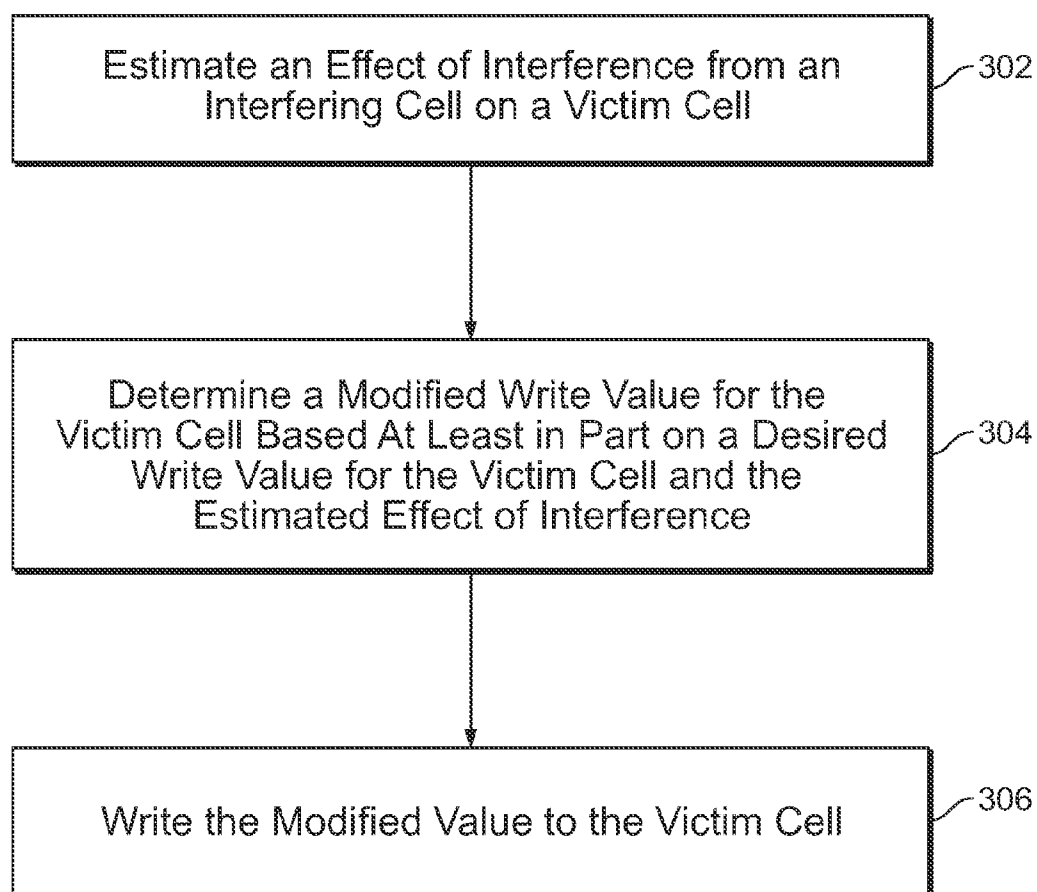 Estimate an Effect of Interference from an
Interfering Cell on a Victim Cell
302
Determine a Modified Write Value for the
Victim Cell Based At Least in Part on a Desired
Write Value for the Victim Cell and the
Estimated Effect of Interference
304
Write the Modified Value to the Victim Cell
306